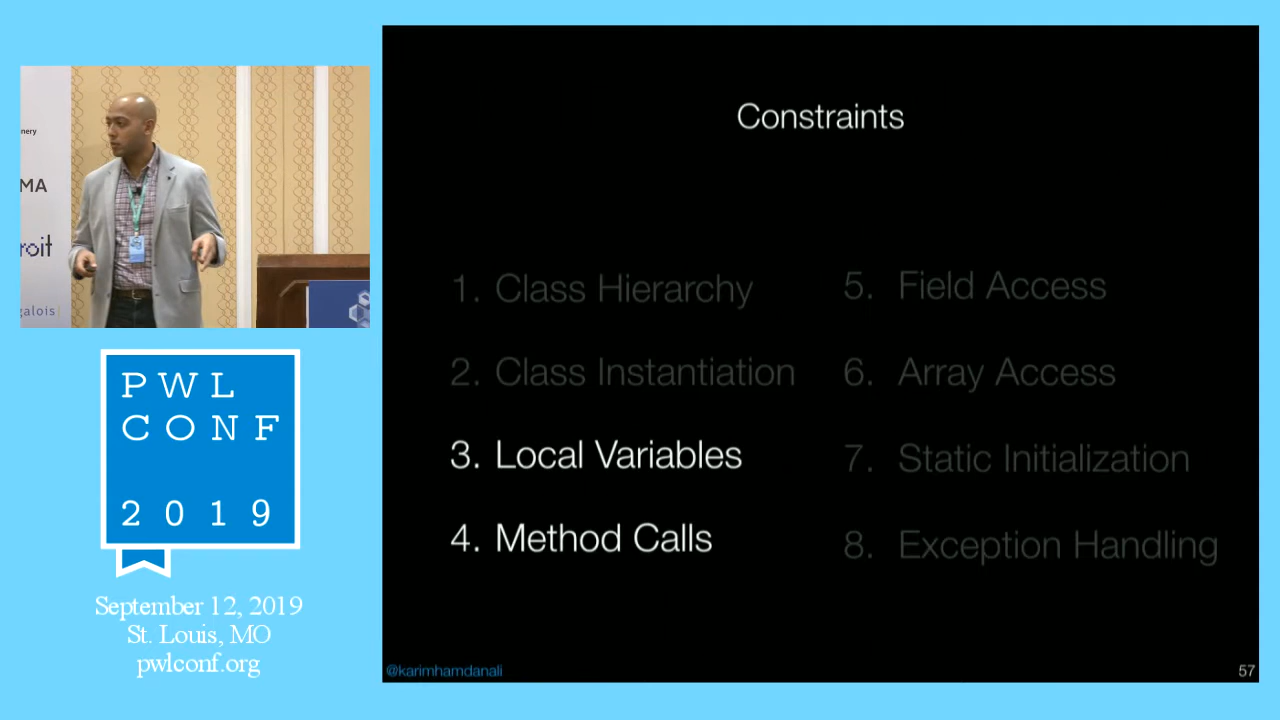 nery
MA
roit
galois
PWL
CONF
2019
September 12, 2019
St. Louis, MO
pwlconf.org
Constraints
1. Class Hierarchy
2. Class Instantiation
3. Local Variables
4. Method Calls
5. Field Access
6. Array Access
7. Static Initialization
8. Exception Handling
@karimhamdanali
57